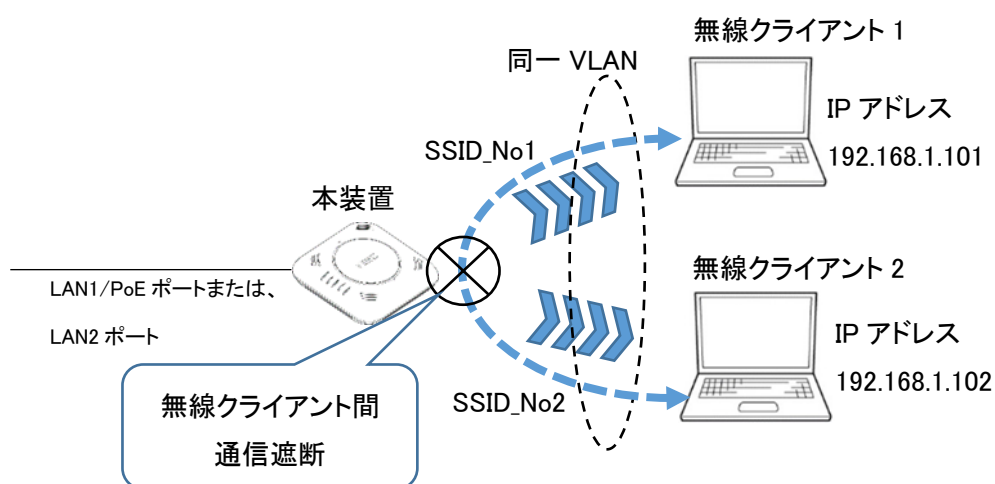 無線クライアント 1
同一 VLAN
IP アドレス
192.168.1.101
SSID_No1
本装置
無線クライアント 2
LAN1/PoE ポートまたは、
LAN2 ポート
IP アドレス
192.168.1.102
SSID_No2
無線クライアント間
通信遮断